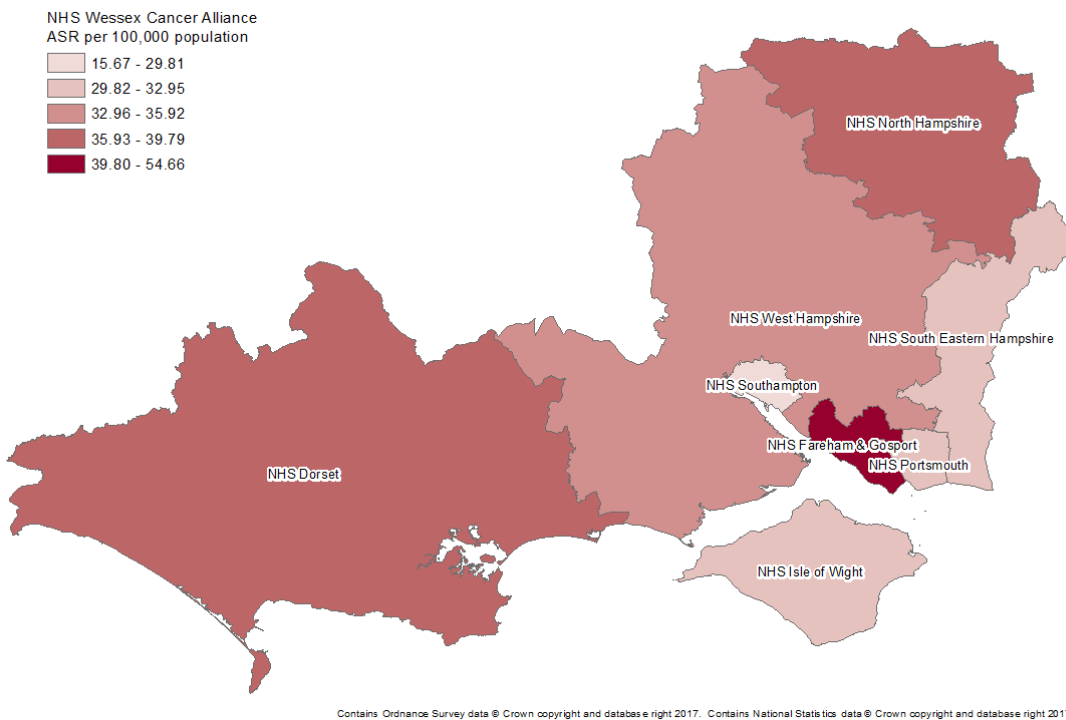 NHS Wessex Cancer Alliance
ASR per 100,000 population
15.67 - 29.81
29.82 - 32.95
32.96 - 35.92
35.93 - 39.79
39.80 - 54.66
NHS North Hampshire
NHS West Hampshire
NHS South Eastern Hampshire
NHS Southampton
NHS Fareham & Gosport
NHS Portsmouth
NHS Dorset
NHS Isle of Wight
Contains Ordnance Survey data © Crown copyright and database right 2017. Contains National Statistics data © Crown copyright and database right 201